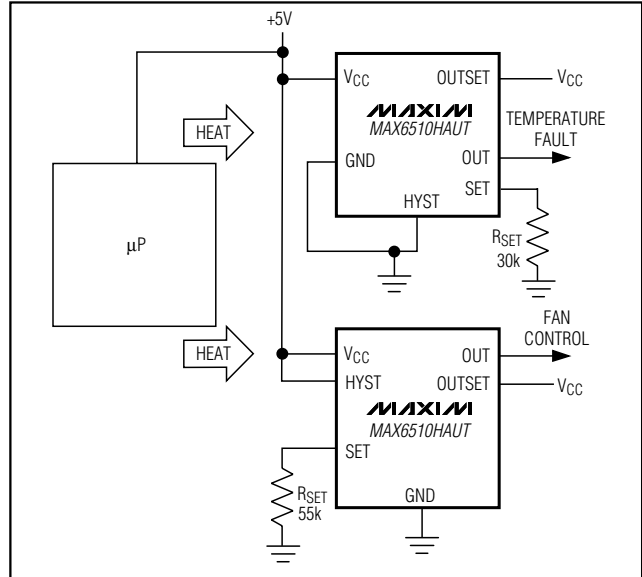 +5V
VCC
OUTSET
VCC
MAXIM
MAX6510HAUT
HEAT
TEMPERATURE
FAULT
GND
OUT
SET
HYST
RSET
30k
μP
HEAT
FAN
CONTROL
VCC
OUT
HYST
OUTSET
VCC
MAXIM
MAX6510HAUT
SET
RSET
55k
GND